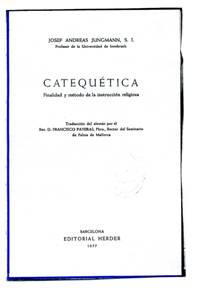 JOSEF ANDREAS JUNGMANN, S. I.
Profesor de la Universidad de Innsbruck
CATEQUÉTICA
Finalidad y método de la instrucción religiosa
Traducción del alemán por el
Rev. D. FRANCISCO PAYERAS, Pbro., Rector del Seminario
de Palma de Mallorca
BARCELONA
EDITORIAL HERDER
1957